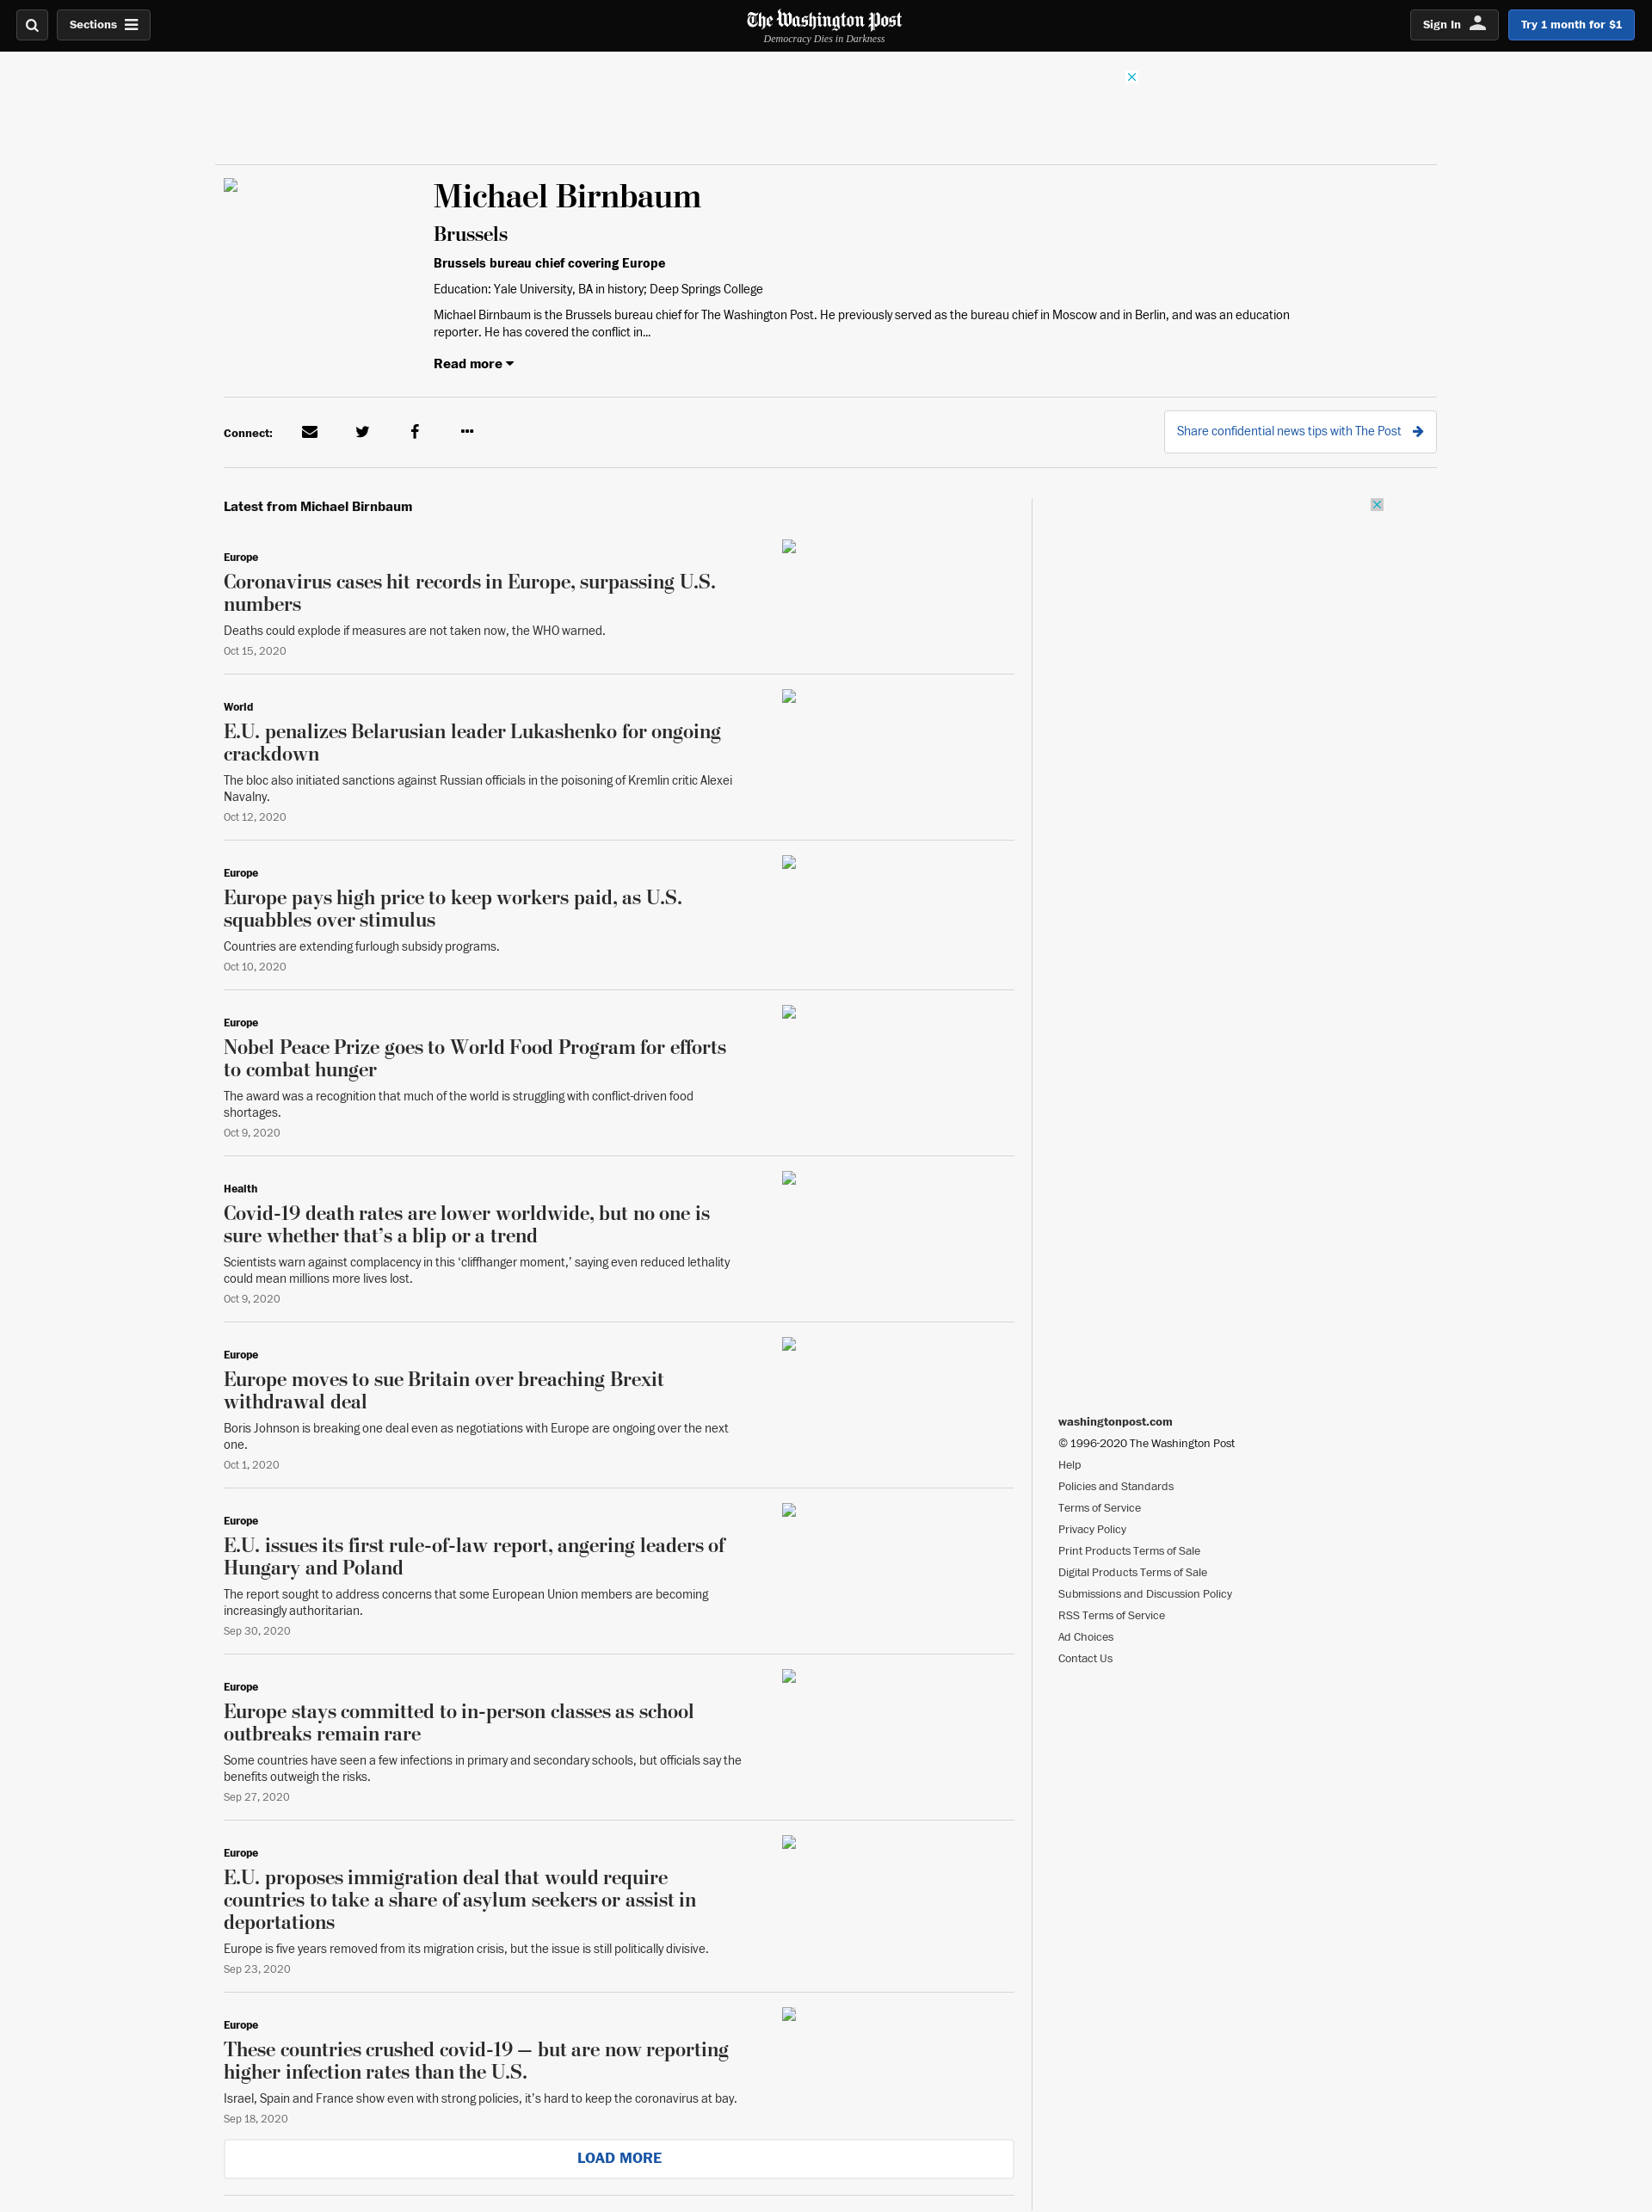 Sections
The Washington Post
Democracy Dies in Darkness
Sign In
Try 1 month for $1
Michael Birnbaum
Brussels
Brussels bureau chief covering Europe
Education: Yale University, BA in history; Deep Springs College
Michael Birnbaum is the Brussels bureau chief for The Washington Post. He previously served as the bureau chief in Moscow and in Berlin, and was an education
reporter. He has covered the conflict in...
Read more
Connect:
Share confidential news tips with The Post
Latest from Michael Birnbaum
Europe
Coronavirus cases hit records in Europe, surpassing U.S.
numbers
Deaths could explode if measures are not taken now, the WHO warned.
Oct 15, 2020
World
E.U. penalizes Belarusian leader Lukashenko for ongoing
crackdown
The bloc also initiated sanctions against Russian officials in the poisoning of Kremlin critic Alexei
Navalny.
Oct 12, 2020
Europe
Europe pays high price to keep workers paid, as U.S.
squabbles over stimulus
Countries are extending furlough subsidy programs.
Oct 10, 2020
Europe
Nobel Peace Prize goes to World Food Program for efforts
to combat hunger
The award was a recognition that much of the world is struggling with conflict-driven food
shortages.
Oct 9, 2020
Health
Covid-19 death rates are lower worldwide, but no one is
sure whether that’s a blip or a trend
Scientists warn against complacency in this ‘cliffhanger moment,’ saying even reduced lethality
could mean millions more lives lost.
Oct 9, 2020
Europe
Europe moves to sue Britain over breaching Brexit
withdrawal deal
Boris Johnson is breaking one deal even as negotiations with Europe are ongoing over the next
one.
Oct 1, 2020
Europe
E.U. issues its first rule-of-law report, angering leaders of
Hungary and Poland
The report sought to address concerns that some European Union members are becoming
increasingly authoritarian.
Sep 30, 2020
Europe
Europe stays committed to in-person classes as school
outbreaks remain rare
Some countries have seen a few infections in primary and secondary schools, but officials say the
benefits outweigh the risks.
Sep 27, 2020
Europe
E.U. proposes immigration deal that would require
countries to take a share of asylum seekers or assist in
deportations
Europe is five years removed from its migration crisis, but the issue is still politically divisive.
Sep 23, 2020
Europe
These countries crushed covid-19 — but are now reporting
higher infection rates than the U.S.
Israel, Spain and France show even with strong policies, it’s hard to keep the coronavirus at bay.
Sep 18, 2020
LOAD MORE
washingtonpost.com
© 1996-2020 The Washington Post
Help
Policies and Standards
Terms of Service
Privacy Policy
Print Products Terms of Sale
Digital Products Terms of Sale
Submissions and Discussion Policy
RSS Terms of Service
Ad Choices
Contact Us